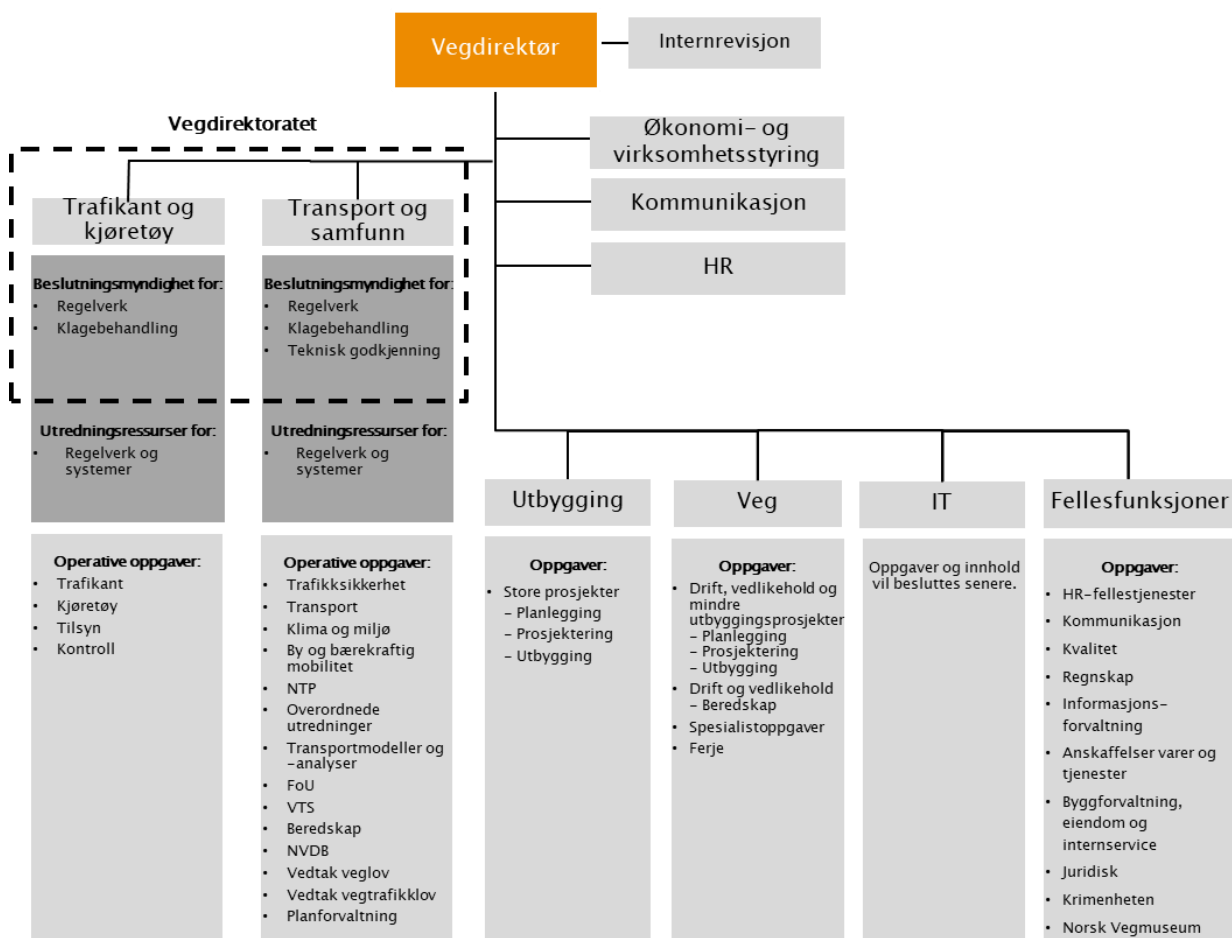 Vegdirektør
Internrevisjon
Økonomi- og
virksomhetsstyring
Kommunikasjon
HR
Vegdirektoratet
Trafikant og
kjøretøy
Beslutningsmyndighet for:
• Regelverk
• Klagebehandling
Utredningsressurser for:
• Regelverk og
systemer
Operative oppgaver:
• Trafikant
• Kjøretøy
• Tilsyn
• Kontroll
Transport og
samfunn
Beslutningsmyndighet for:
• Regelverk
• Klagebehandling
• Teknisk godkjenning
Utredningsressurser for:
• Regelverk og
systemer
Operative oppgaver:
• Trafikksikkerhet
• Transport
• Klima og miljø
• By og bærekraftig
mobilitet
• NTP
• Overordnede
utredninger
• Transportmodeller og
-analyser
• FoU
• VTS
• Beredskap
• NVDB
• Vedtak veglov
• Vedtak vegtrafikklov
• Planforvaltning
Utbygging
Oppgaver:
• Store prosjekter
- Planlegging
- Prosjektering
- Utbygging
Veg
Oppgaver:
• Drift, vedlikehold og
mindre
utbyggingsprosjekter
- Planlegging
- Prosjektering
- Utbygging
• Drift og vedlikehold
- Beredskap
• Spesialistoppgaver
• Ferje
IT
Oppgaver og innhold
vil besluttes senere.
Fellesfunksjoner
Oppgaver:
• HR-fellestjenester
• Kommunikasjon
• Kvalitet
• Regnskap
• Informasjons-
forvaltning
• Anskaffelser varer og
tjenester
• Byggforvaltning,
eiendom og
internservice
• Juridisk
• Krimenheten
• Norsk Vegmuseum